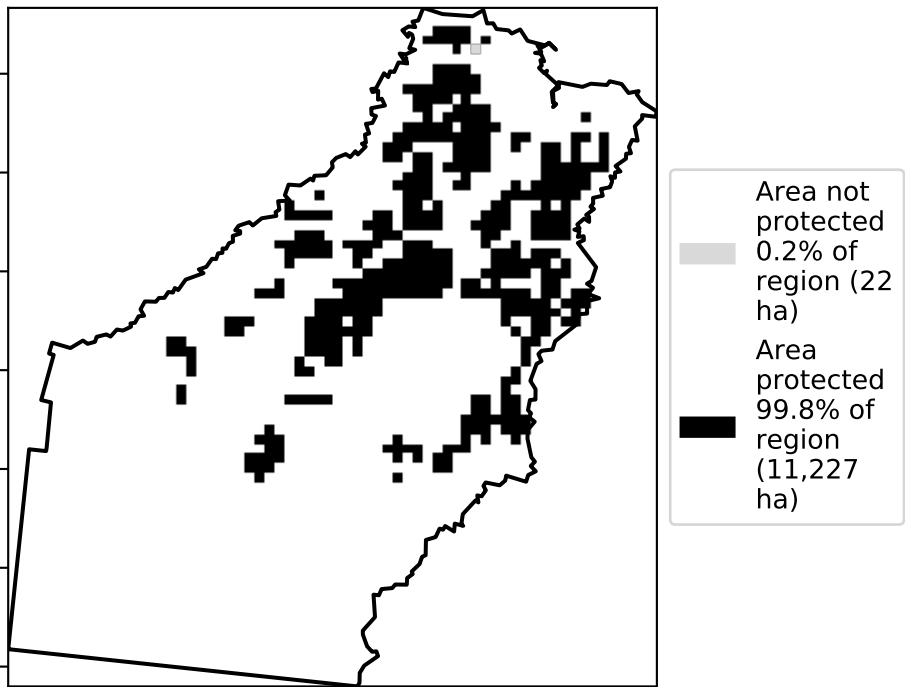 Area not
protected
0.2% of
region (22
ha)
Area
protected
99.8% of
region
(11,227
ha)